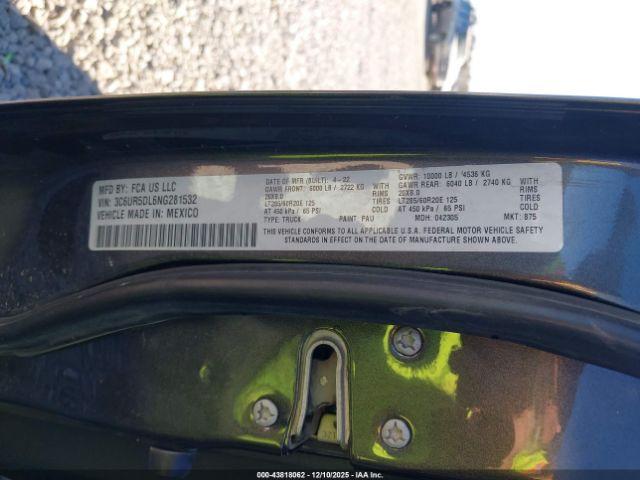 MFD BY: FCA US LLC
VIN: 3C6UR5DL6NG281532
VEHICLE MADE IN: MEXICO
DATE OF MFR (BUILT): 4-22
GAWR FRONT: 6000 LB / 2722 KG
WITH
20X8.0
RIMS
LT285/60R20E 125
TIRES
AT 450 kPa / 65 PSI
COLD
GVWR: 10000 LB / *4536 KG
GAWR REAR: 6040 LB / 2740 KG
WITH
20X8.0
RIMS
LT285/60R20E 125
TIRES
AT 450 kPa / 65 PSI
COLD
TYPE: TRUCK PAINT: PAU MDH: 042305 MKT: 875
THIS VEHICLE CONFORMS TO ALL APPLICABLE U.S.A. FEDERAL MOTOR VEHICLE SAFETY
STANDARDS IN EFFECT ON THE DATE OF MANUFACTURE SHOWN ABOVE
000-43818062 - 12/10/2025 - IAA Inc.